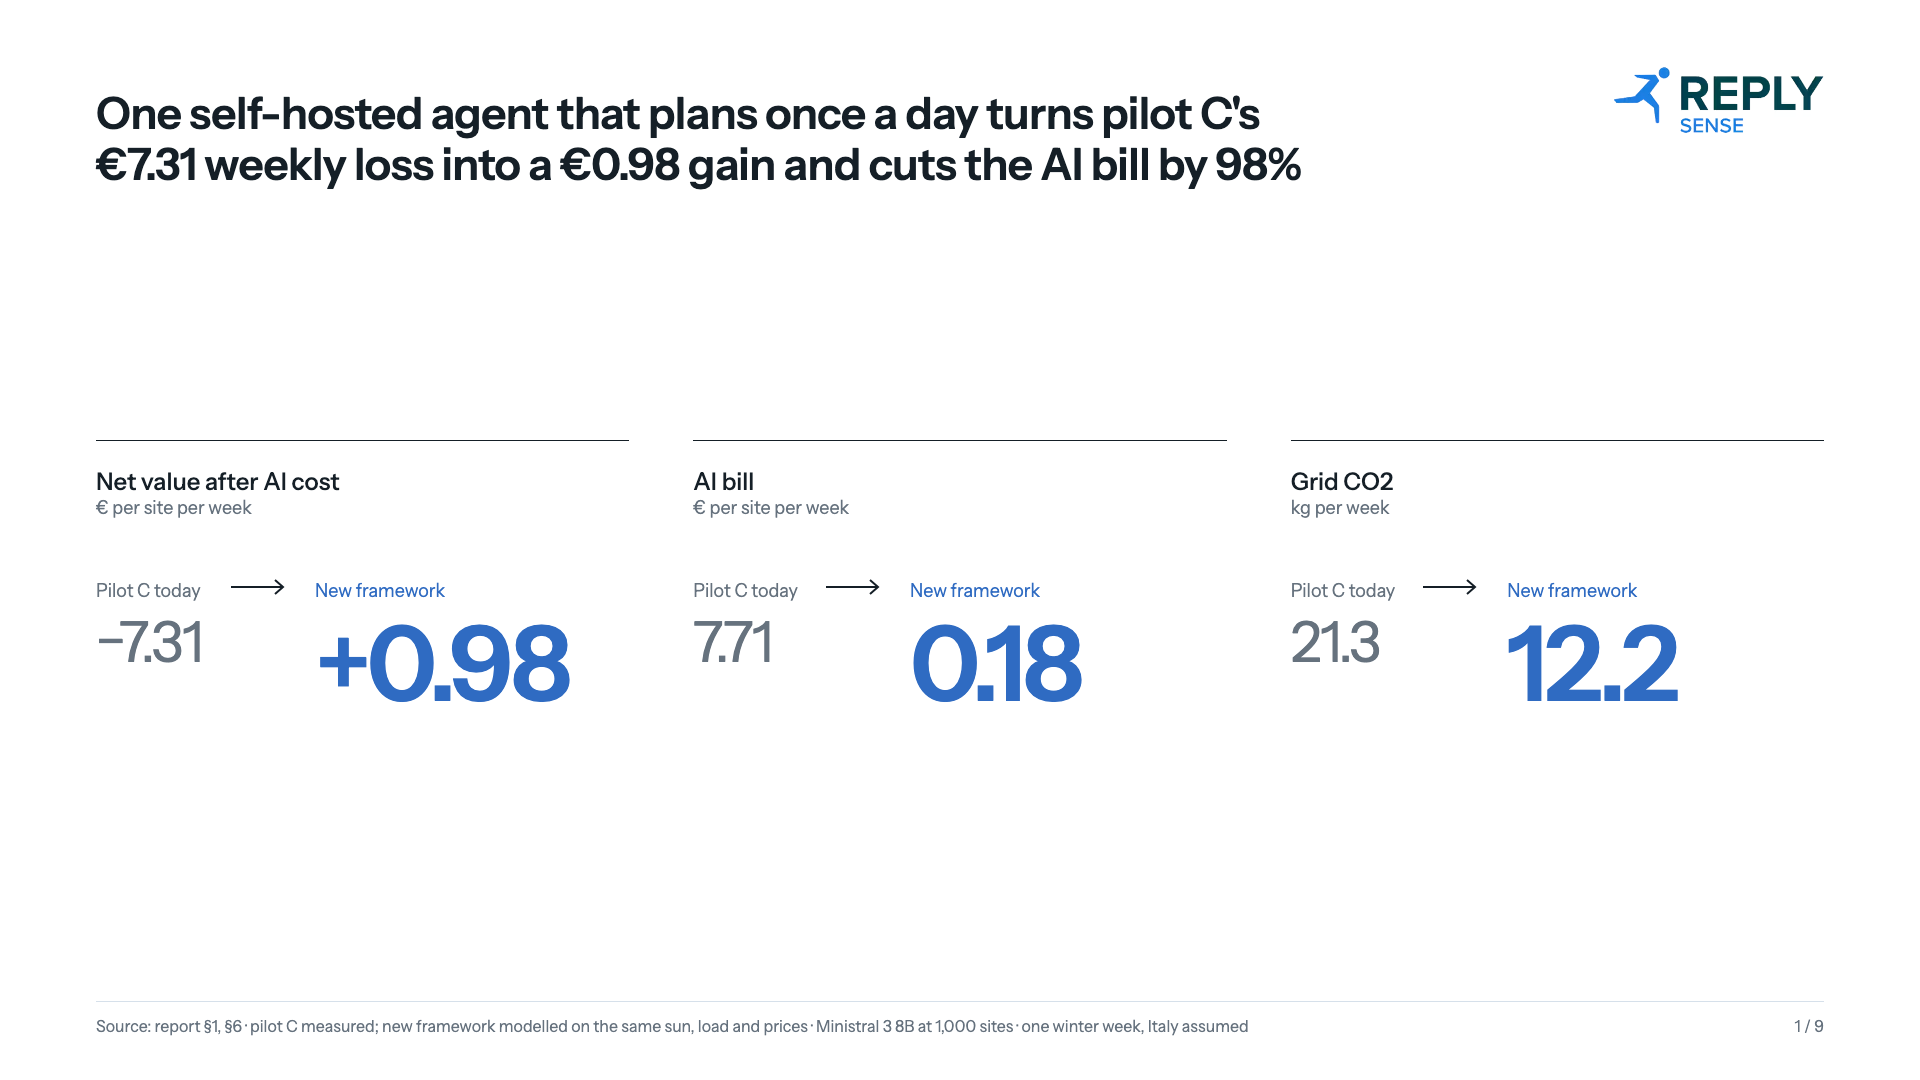 One self-hosted agent that plans once a day turns pilot C's
€7.31 weekly loss into a €0.98 gain and cuts the AI bill by 98%
REPLY
SENSE
Net value after AI cost
€ per site per week
Pilot C today
New framework
−7.31
+0.98
AI bill
€ per site per week
Pilot C today
New framework
7.71
0.18
Grid CO2
kg per week
Pilot C today
New framework
21.3
12.2
Source: report §1, §6 · pilot C measured; new framework modelled on the same sun, load and prices · Ministral 3 8B at 1,000 sites · one winter week, Italy assumed
1 / 9